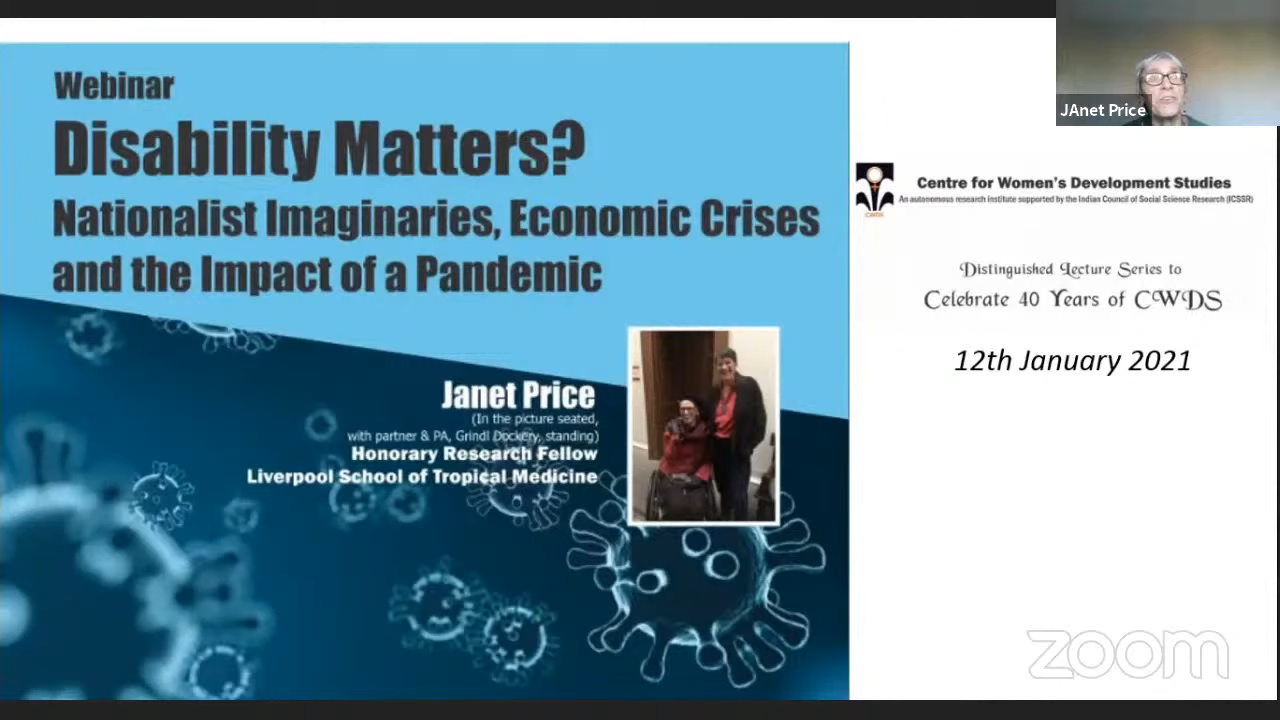 Webinar
Disability Matters?
Nationalist Imaginaries, Economic Crises
and the Impact of a Pandemic
Janet Price
(In the picture seated,
with partner & PA, Grindl Dockery, standing)
Honorary Research Fellow
Liverpool School of Tropical Medicine
JAnet Price
Centre for Women's Development Studies
An autonomous research institute supported by the Indian Council of Social Science Research (ICSSR)
CWDS
Distinguished Lecture Series to
Celebrate 40 Years of CWDS
12th January 2021
zoom